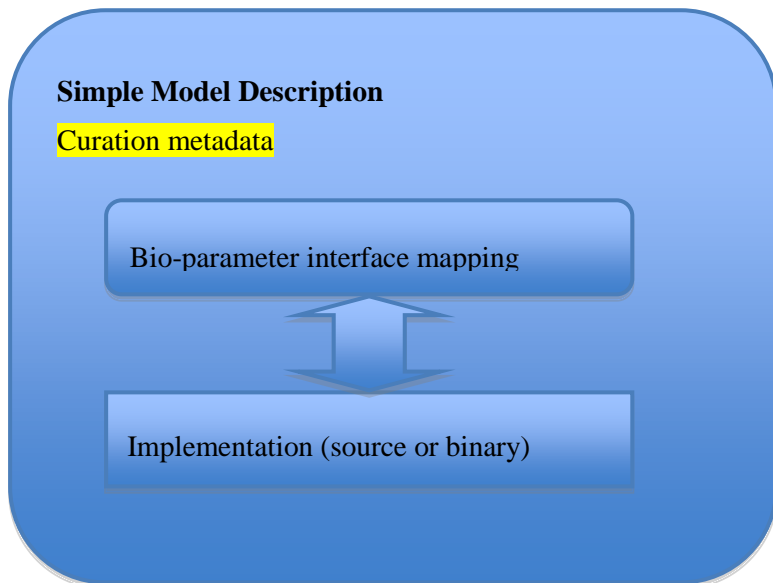 Simple Model Description
Curation metadata
Bio-parameter interface mapping
Implementation (source or binary)